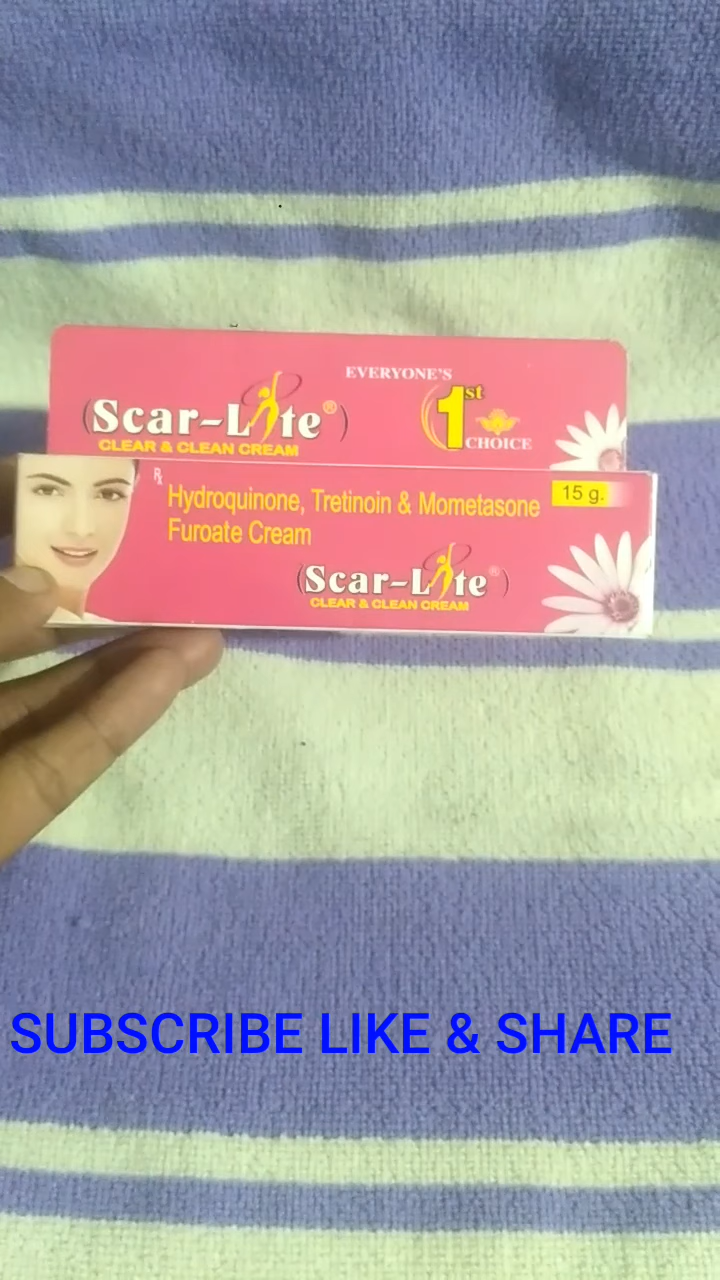 EVERYONE'S
(Scar-Lite®)
CLEAR & CLEAN CREAM
1st
CHOICE
Rx
Hydroquinone, Tretinoin & Mometasone
Furoate Cream
15 g.
(Scar-Lite®)
CLEAR & CLEAN CREAM
SUBSCRIBE LIKE & SHARE